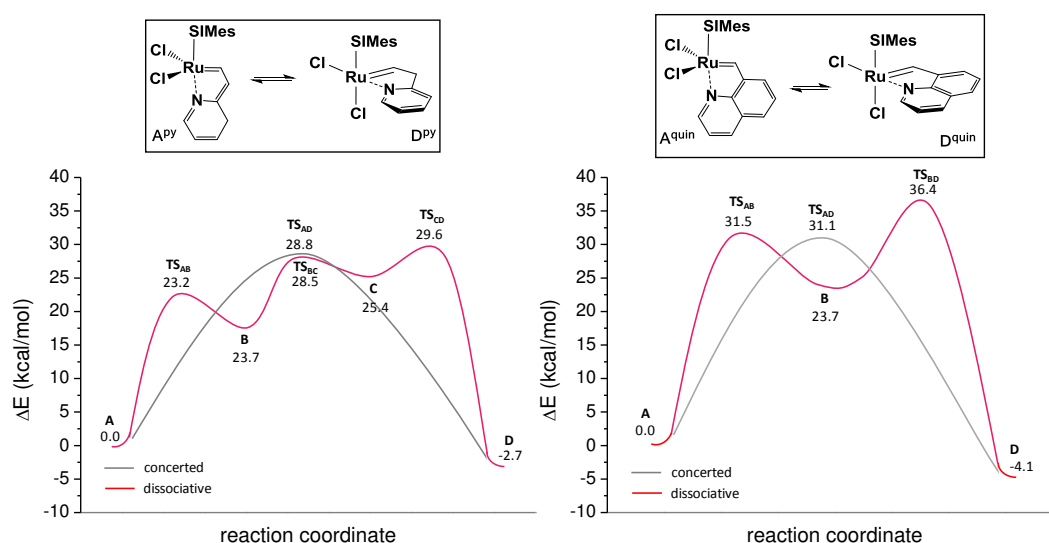 SIMes
Cl
Ru
Cl
N
A^py
SIMes
Cl
Ru
N
Cl
D^py
SIMes
Cl
Ru
Cl
N
A^quin
SIMes
Cl
Ru
N
Cl
D^quin
40
35
30
25
20
15
10
5
0
-5
-10
ΔE (kcal/mol)
A
0.0
TS_AB
23.2
B
23.7
TS_AD
28.8
TS_BC
28.5
C
25.4
TS_CD
29.6
D
-2.7
concerted
dissociative
reaction coordinate
40
35
30
25
20
15
10
5
0
-5
-10
ΔE (kcal/mol)
A
0.0
TS_AB
31.5
TS_AD
31.1
B
23.7
TS_BD
36.4
D
-4.1
concerted
dissociative
reaction coordinate